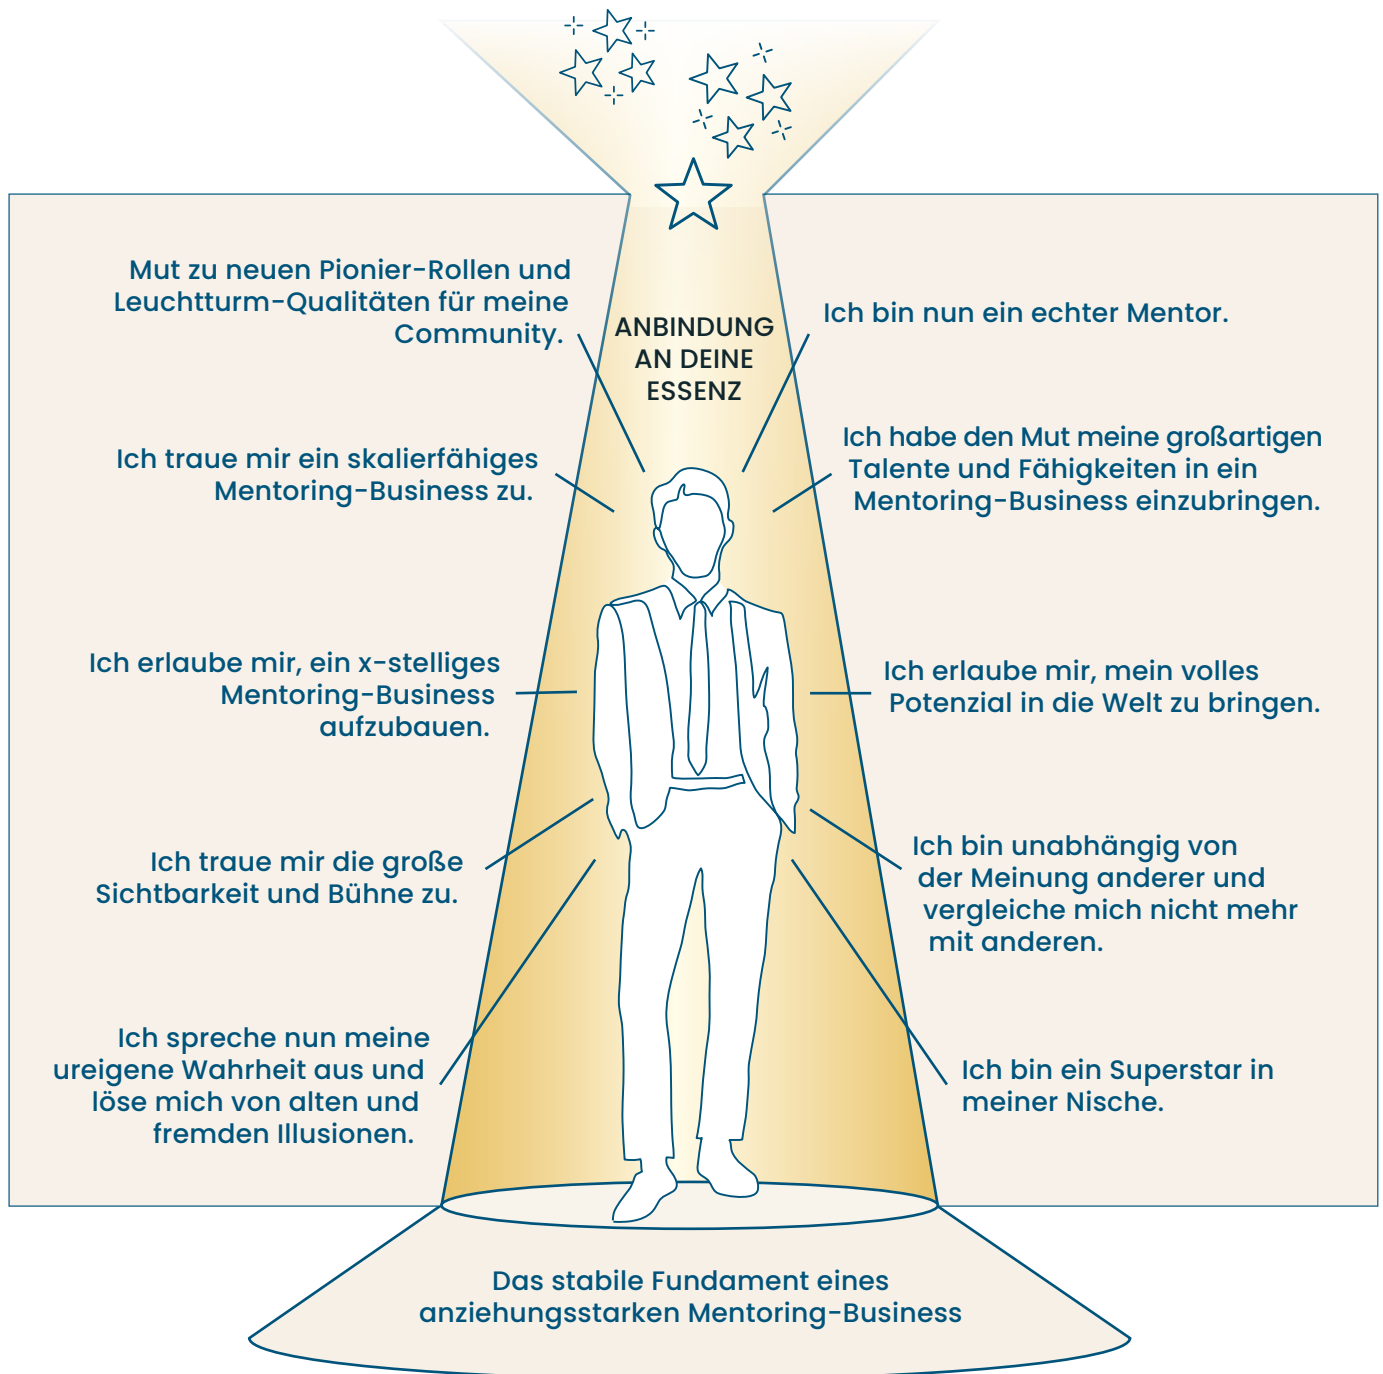 Mut zu neuen Pionier-Rollen und
Leuchtturm-Qualitäten für meine
Community.
Ich traue mir ein skalierfähiges
Mentoring-Business zu.
Ich erlaube mir, ein x-stelliges
Mentoring-Business
aufzubauen.
Ich traue mir die große
Sichtbarkeit und Bühne zu.
Ich spreche nun meine
ureigene Wahrheit aus und
löse mich von alten und
fremden Illusionen.
ANBINDUNG
AN DEINE
ESSENZ
Ich bin nun ein echter Mentor.
Ich habe den Mut meine großartigen
Talente und Fähigkeiten in ein
Mentoring-Business einzubringen.
Ich erlaube mir, mein volles
Potenzial in die Welt zu bringen.
Ich bin unabhängig von
der Meinung anderer und
vergleiche mich nicht mehr
mit anderen.
Ich bin ein Superstar in
meiner Nische.
Das stabile Fundament eines
anziehungsstarken Mentoring-Business